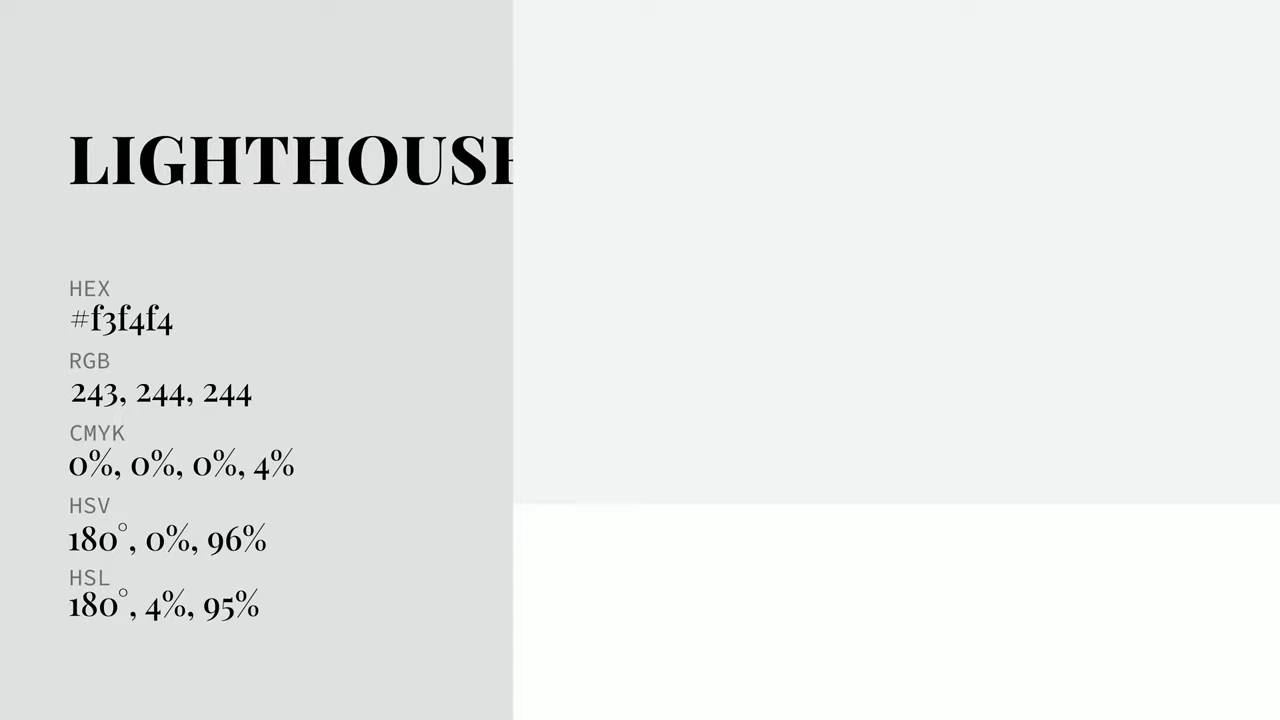 LIGHTHOUSE
HEX
#f3f4f4
RGB
243, 244, 244
CMYK
0%, 0%, 0%, 4%
HSV
180°, 0%, 96%
HSL
180°, 4%, 95%